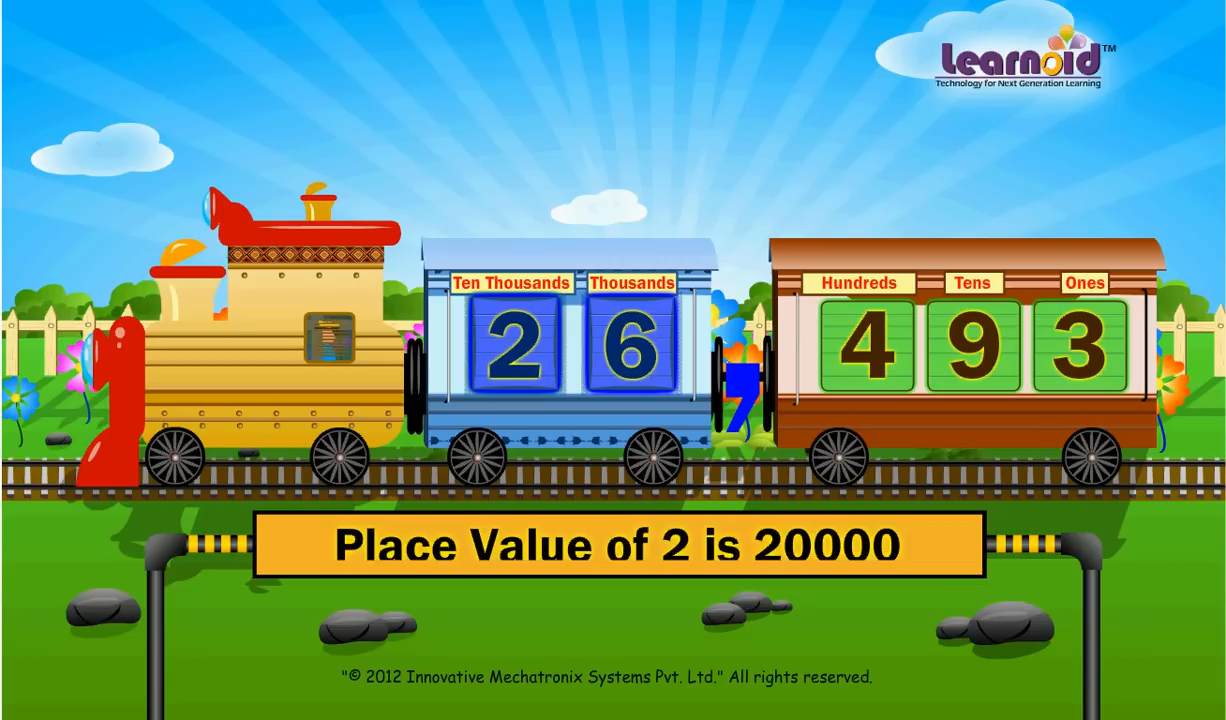 Learnoid™
Technology for Next Generation Learning
Ten Thousands Thousands Hundreds Tens Ones
2 6 , 4 9 3
Place Value of 2 is 20000
"© 2012 Innovative Mechatronix Systems Pvt. Ltd." All rights reserved.